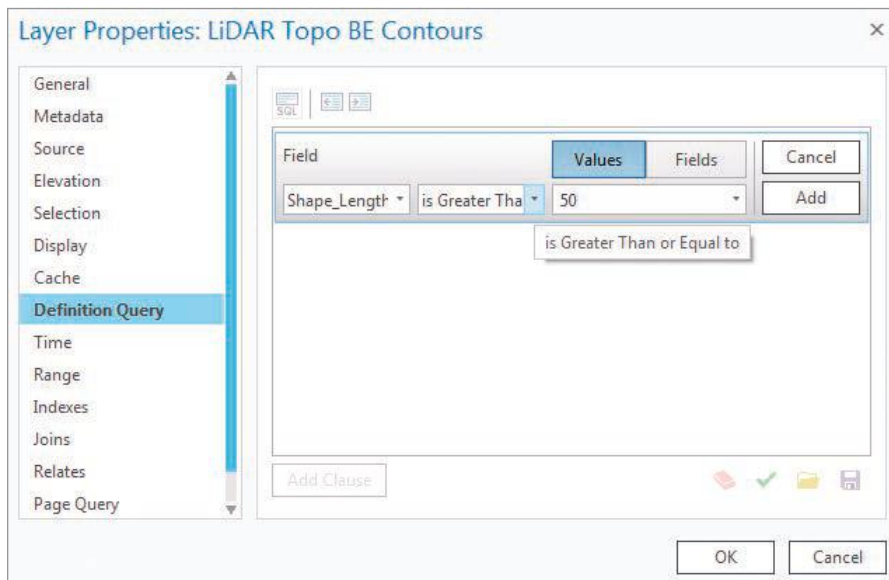 Layer Properties: LiDAR Topo BE Contours
General
Metadata
Source
Elevation
Selection
Display
Cache
Definition Query
Time
Range
Indexes
Joins
Relates
Page Query
SQL
Field
Values
Fields
Cancel
Shape_Length
is Greater Tha
50
Add
is Greater Than or Equal to
Add Clause
OK
Cancel